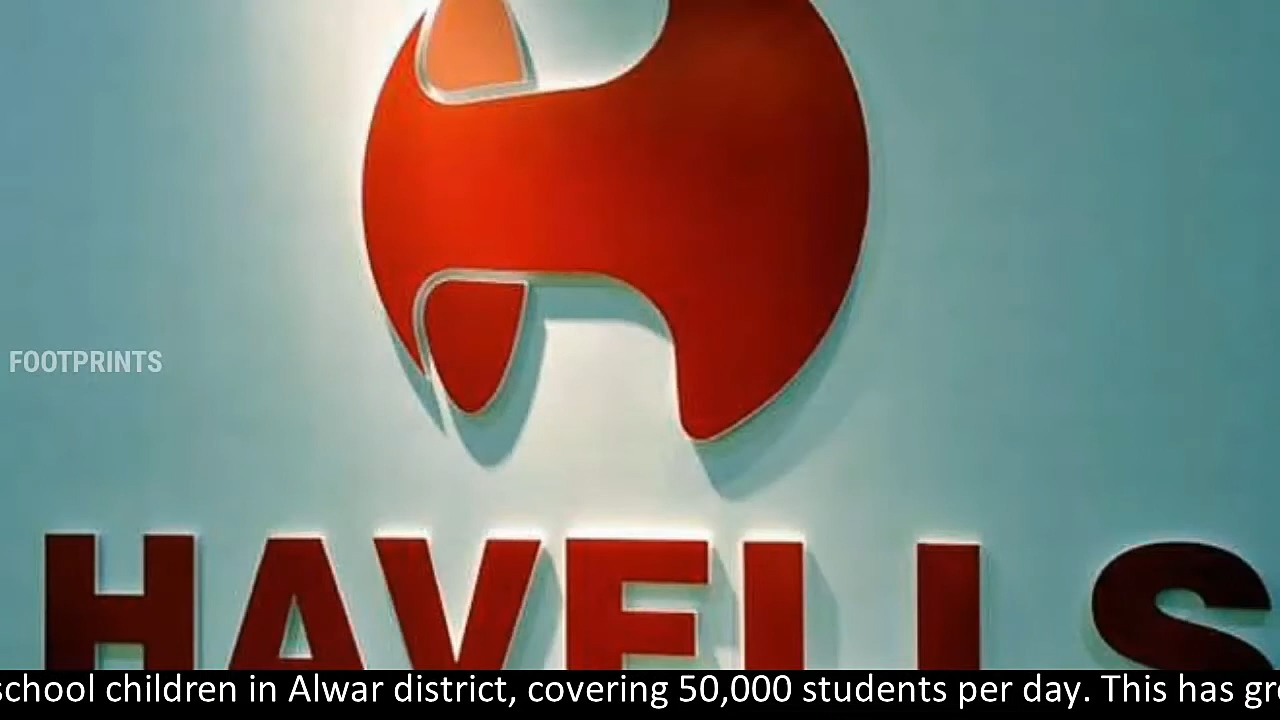 FOOTPRINTS
HAVELLS
school children in Alwar district, covering 50,000 students per day. This has